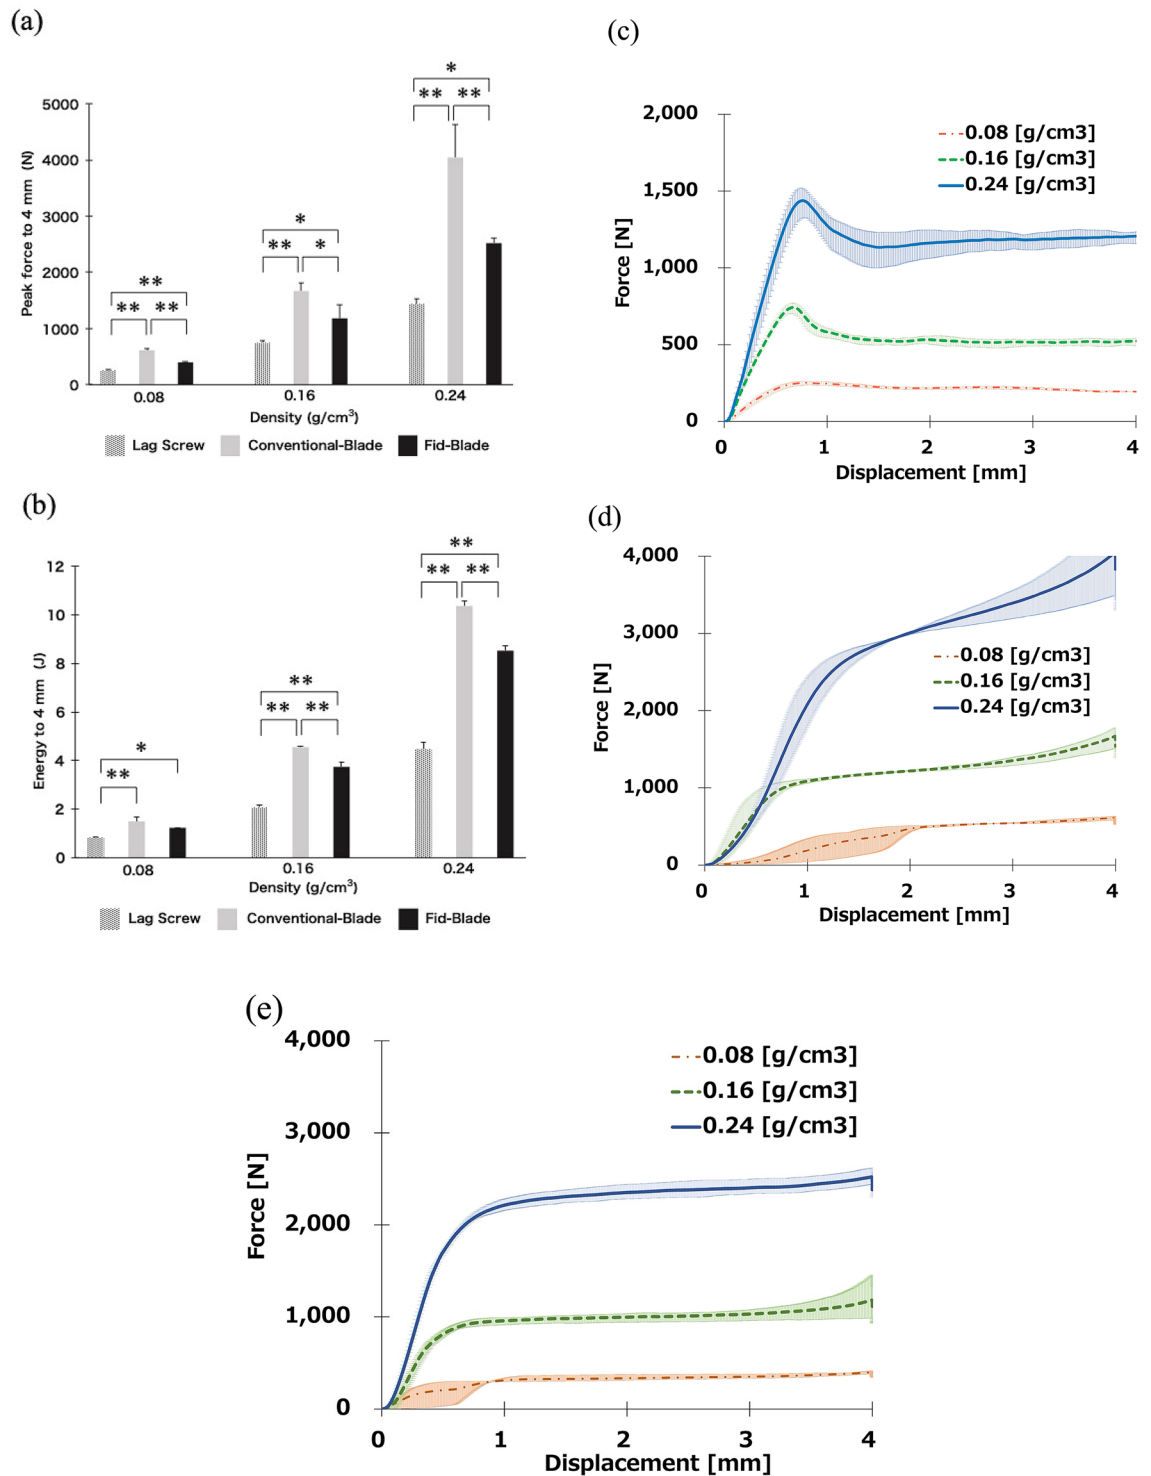 (a)
Peak force to 4 mm (N)
5000
4000
3000
2000
1000
0
** ** **
** * *
** ** *
0.08 0.16 0.24
Density (g/cm³)
Lag Screw Conventional-Blade Fid-Blade
(b)
Energy to 4 mm (J)
12
10
8
6
4
2
0
** *
** ** **
** ** **
0.08 0.16 0.24
Density (g/cm³)
Lag Screw Conventional-Blade Fid-Blade
(c)
Force [N]
2,000
1,500
1,000
500
0
0.08 [g/cm3]
0.16 [g/cm3]
0.24 [g/cm3]
0 1 2 3 4
Displacement [mm]
(d)
Force [N]
4,000
3,000
2,000
1,000
0
0.08 [g/cm3]
0.16 [g/cm3]
0.24 [g/cm3]
0 1 2 3 4
Displacement [mm]
(e)
Force [N]
4,000
3,000
2,000
1,000
0
0.08 [g/cm3]
0.16 [g/cm3]
0.24 [g/cm3]
0 1 2 3 4
Displacement [mm]